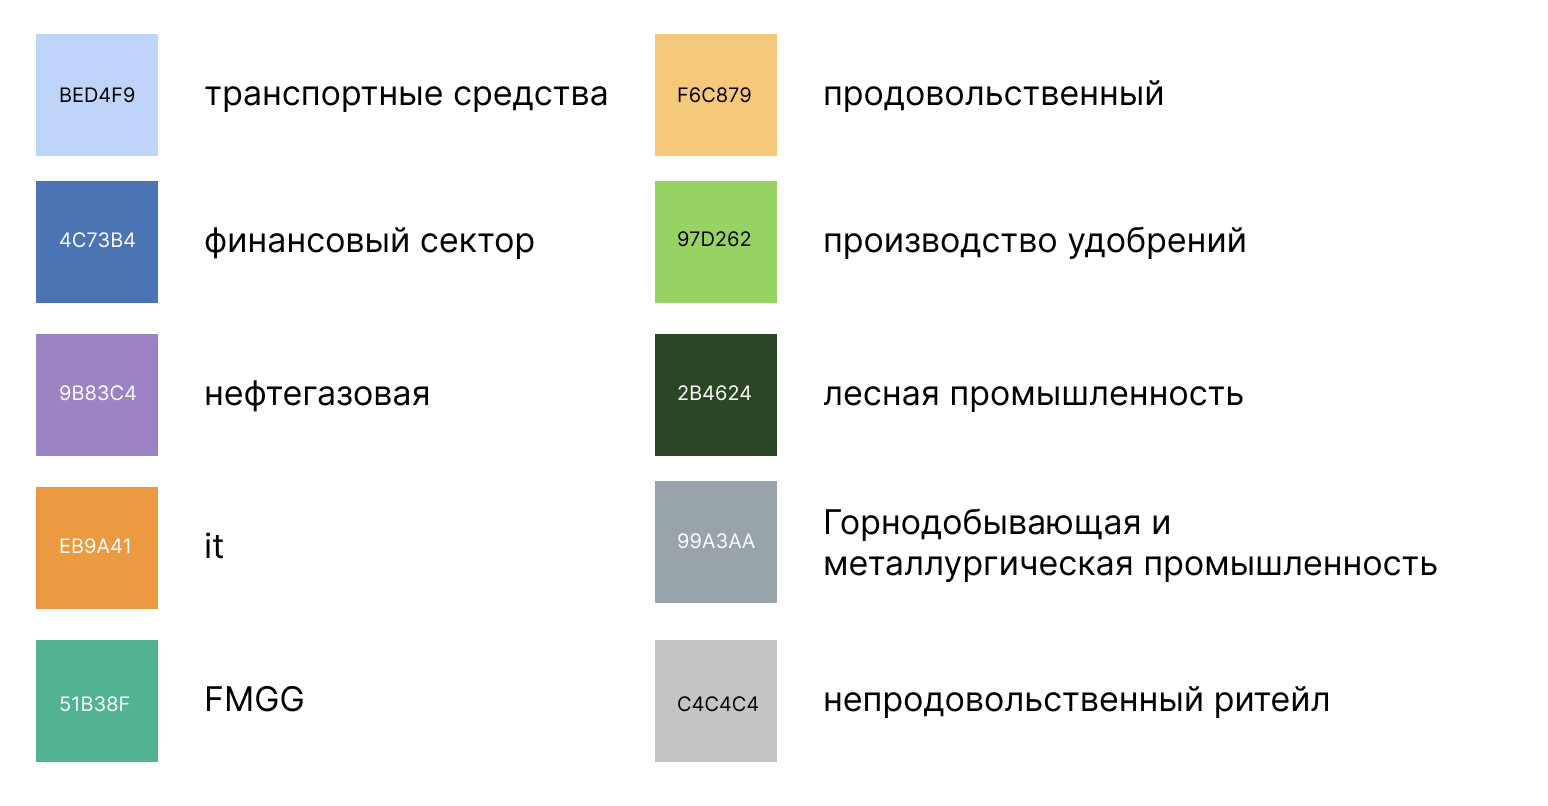 BED4F9 транспортные средства
4C73B4 финансовый сектор
9B83C4 нефтегазовая
EB9A41 it
51B38F FMGG
F6C879 продовольственный
97D262 производство удобрений
2B4624 лесная промышленность
99A3AA Горнодобывающая и
металлургическая промышленность
C4C4C4 непродовольственный ритейл